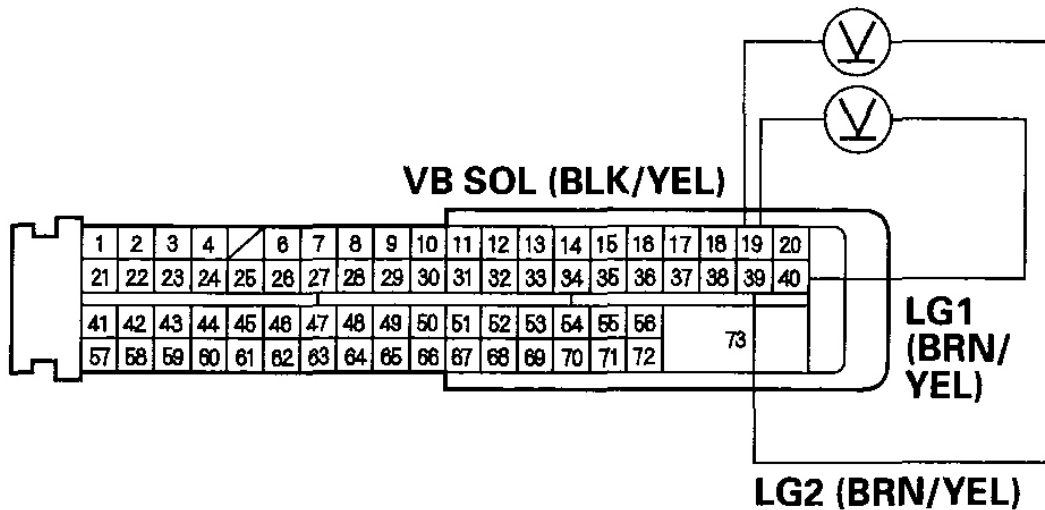 V
V
VB SOL (BLK/YEL)
1 2 3 4 6 7 8 9 10 11 12 13 14 15 16 17 18 19 20
21 22 23 24 25 26 27 28 29 30 31 32 33 34 35 36 37 38 39 40
LG1
(BRN/
YEL)
41 42 43 44 45 46 47 48 49 50 51 52 53 54 55 56
73
57 58 59 60 61 62 63 64 65 66 67 68 69 70 71 72
LG2 (BRN/YEL)